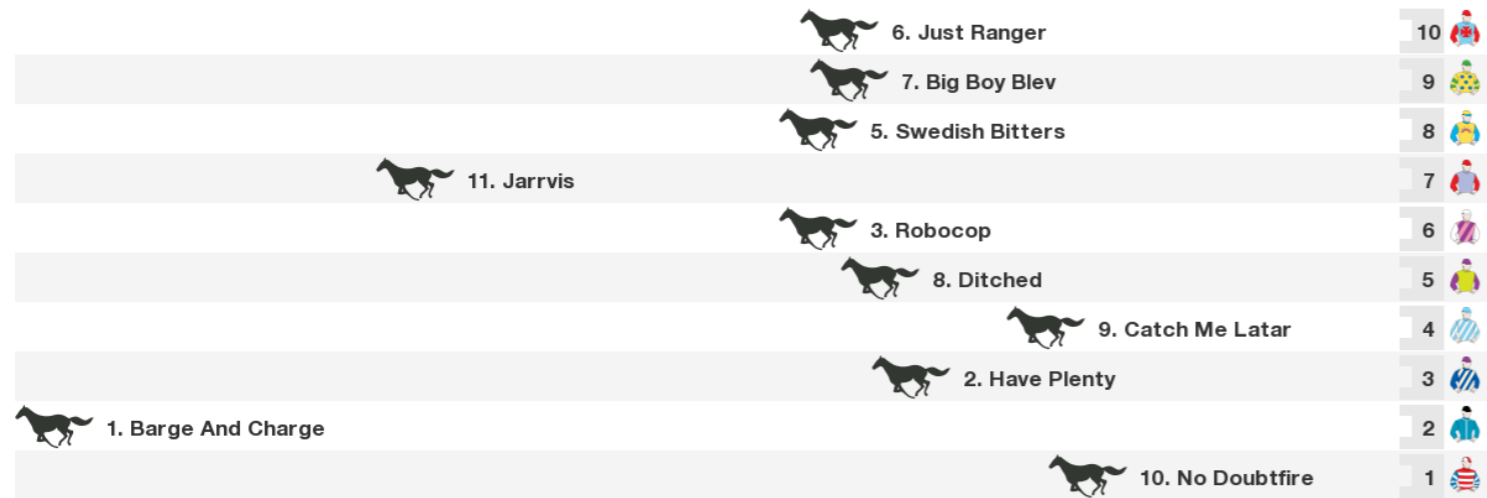 6. Just Ranger 10
7. Big Boy Blev 9
5. Swedish Bitters 8
11. Jarrvis 7
3. Robocop 6
8. Ditched 5
9. Catch Me Latar 4
2. Have Plenty 3
1. Barge And Charge 2
10. No Doubtfire 1